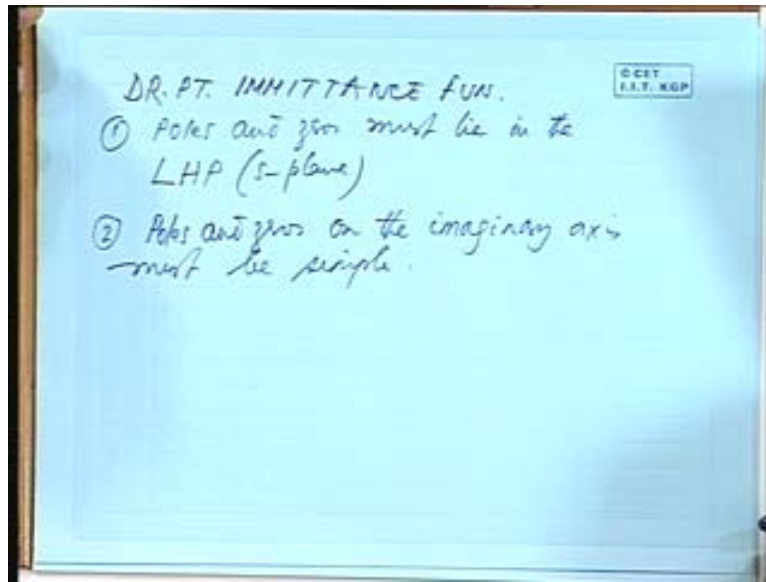 © CET
I.I.T. KGP
DR. PT. IMMITTANCE FUN.
① Poles and zeros must lie in the
LHP (s-plane)
② Poles and zeros on the imaginary axis
must be simple.